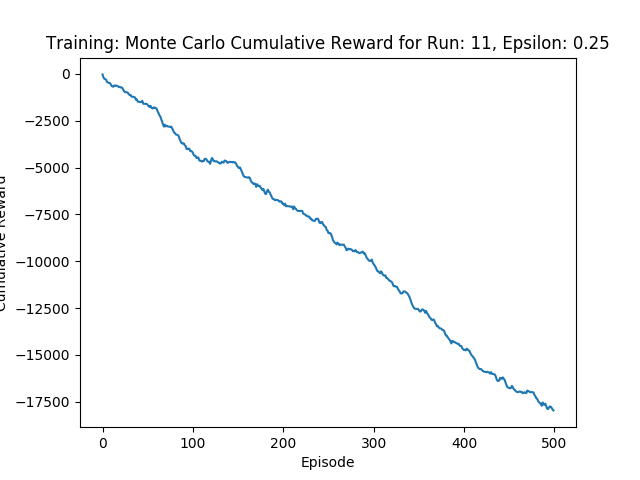 Training: Monte Carlo Cumulative Reward for Run: 11, Epsilon: 0.25
0
−2500
−5000
−7500
−10000
−12500
−15000
−17500
Cumulative Reward
0 100 200 300 400 500
Episode